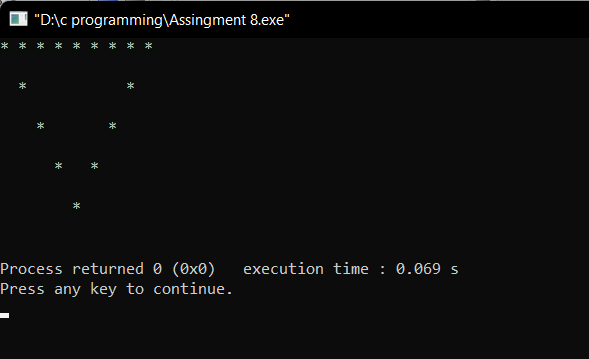 "D:\c programming\Assingment 8.exe"
* * * * * * * * *
  *           *
    *       *
      *   *
        *
Process returned 0 (0x0)   execution time : 0.069 s
Press any key to continue.